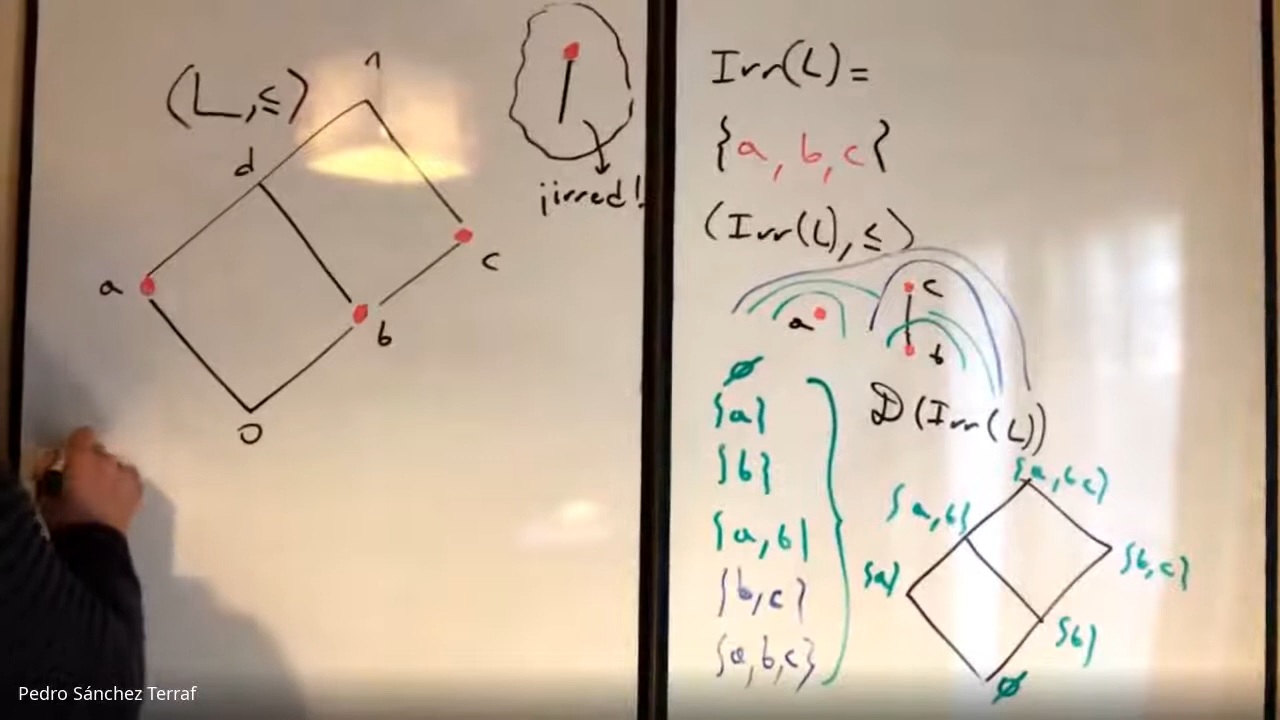 (L,≤)
1
d
a
c
b
0
¡irred!
Irr(L) =
{a, b, c}
(Irr(L), ≤)
a
c
b
∅
{a}
{b}
{a, b}
{b, c}
{a, b, c}
D(Irr(L))
{a, b c}
{a, b}
{b, c}
{a}
{b}
∅
Pedro Sánchez Terraf